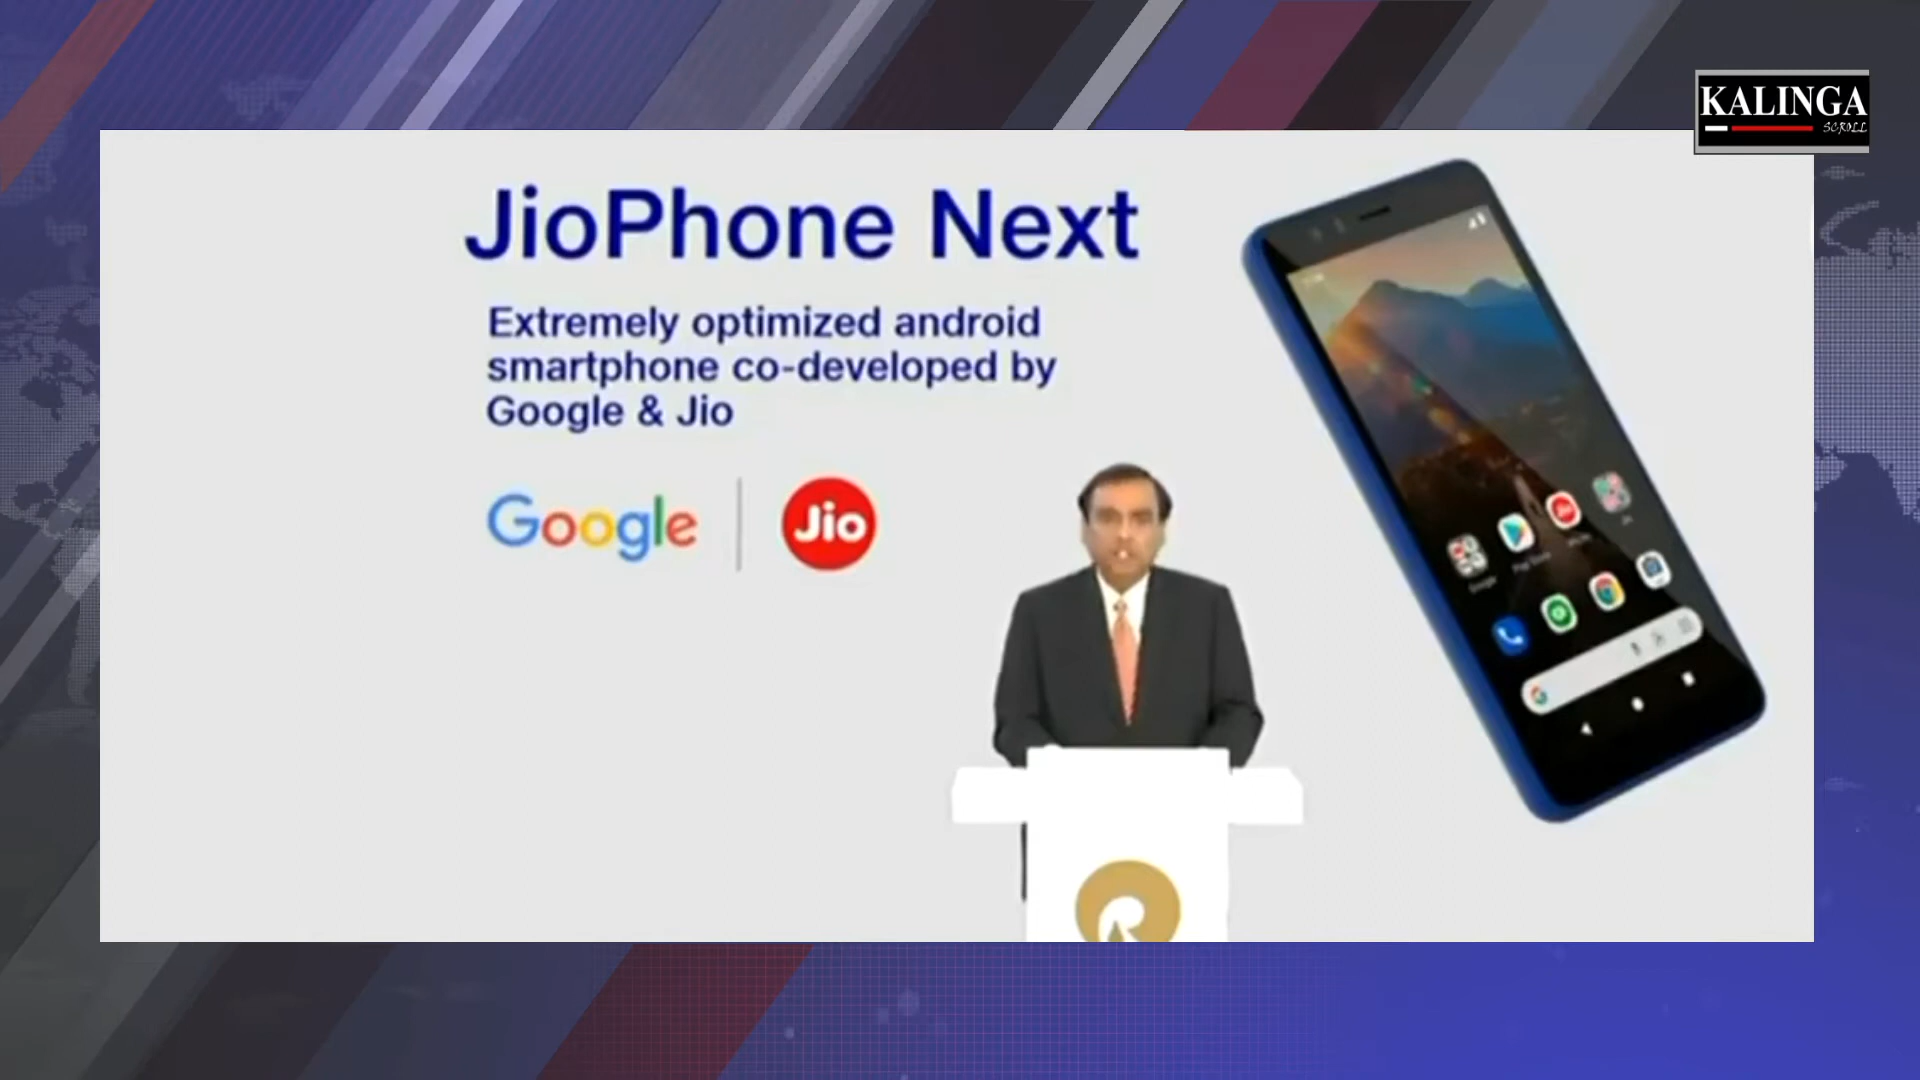 KALINGA
SCROLL
JioPhone Next
Extremely optimized android
smartphone co-developed by
Google & Jio
Google
Jio